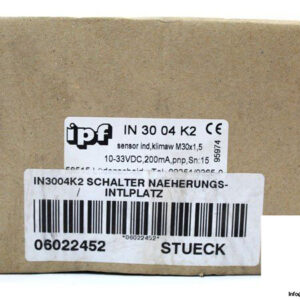 ipf
IN 30 04 K2 CE
sensor ind,klimaw M30x1,5
10-33VDC,200mA,pnp,Sn:15
95974
IN3004K2 SCHALTER NAEHERUNGS-
INTLPLATZ
/
*06022452*
06022452 STUECK